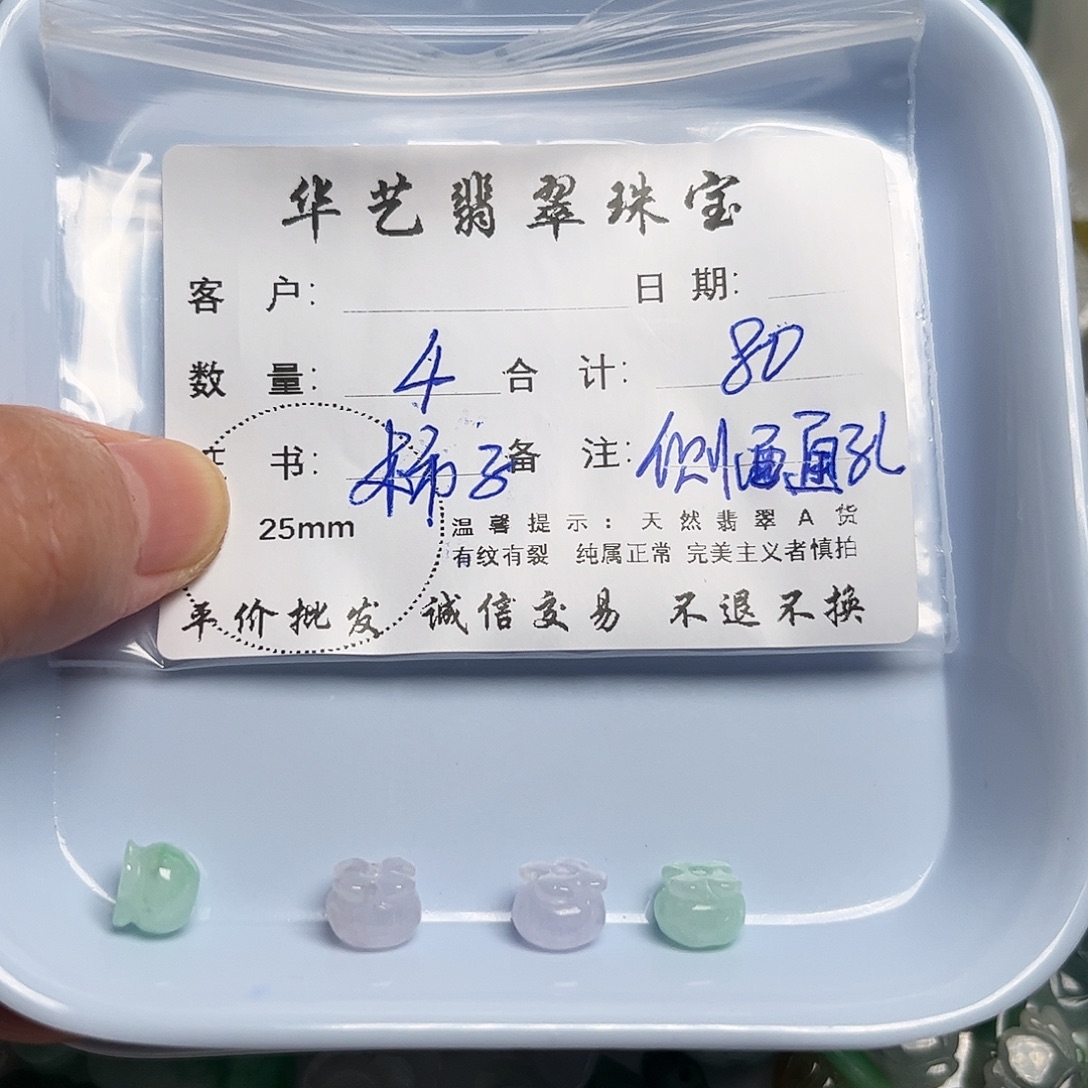 华艺翡翠珠宝
客 户: 日 期:
数 量: 4 合 计: 80
证 书: 柿子 备 注: 侧面通孔
25mm
温馨提示: 天然翡翠A货
有纹有裂 纯属正常 完美主义者慎拍
平价批发 诚信交易 不退不换